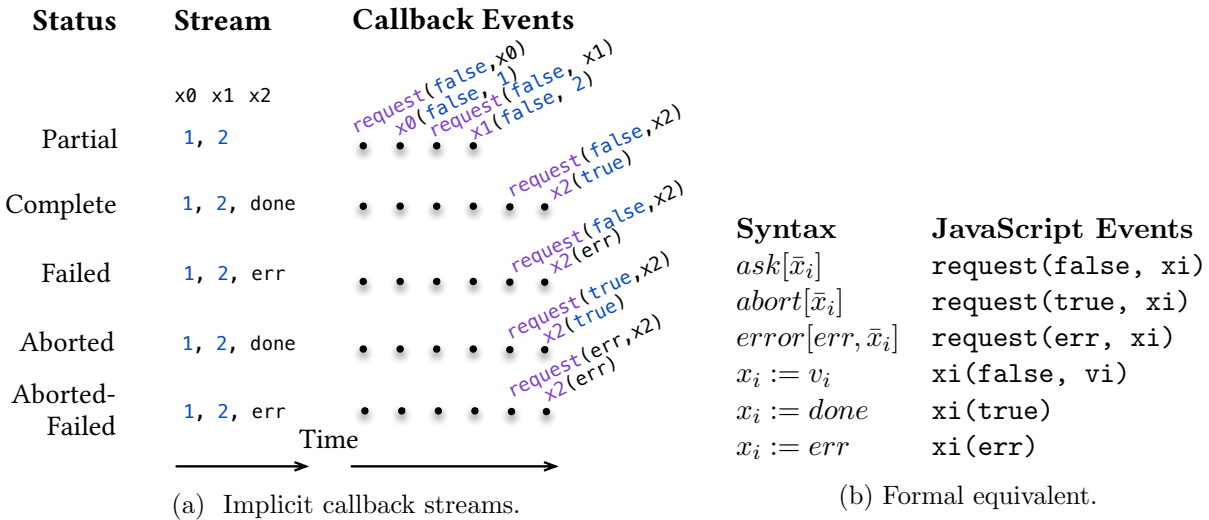 Status Stream Callback Events
request(false,x0)
x0(false, 1)
request(false, x1)
x1(false, 2)
x0 x1 x2
Partial 1, 2
request(false,x2)
x2(true)
Complete 1, 2, done
request(false,x2)
x2(err)
Failed 1, 2, err
request(true,x2)
x2(true)
Aborted 1, 2, done
request(err,x2)
x2(err)
Aborted-
Failed 1, 2, err
Time
(a) Implicit callback streams.
Syntax JavaScript Events
ask[x̄ᵢ] request(false, xi)
abort[x̄ᵢ] request(true, xi)
error[err, x̄ᵢ] request(err, xi)
xᵢ := vᵢ xi(false, vi)
xᵢ := done xi(true)
xᵢ := err xi(err)
(b) Formal equivalent.